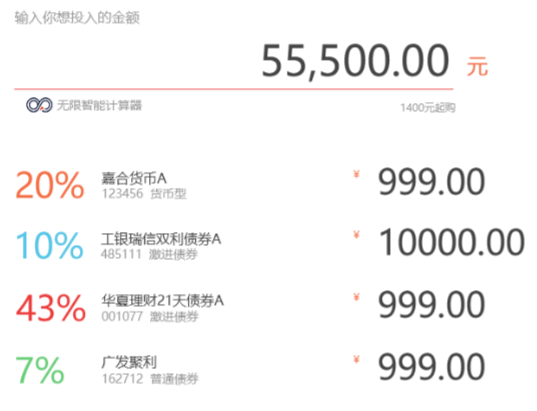 输入你想投入的金额
55,500.00 元
无限智能计算器 1400元起购
20% 嘉合货币A ¥ 999.00
123456 货币型
10% 工银瑞信双利债券A ¥ 10000.00
485111 激进债券
43% 华夏理财21天债券A ¥ 999.00
001077 激进债券
7% 广发聚利 ¥ 999.00
162712 普通债券